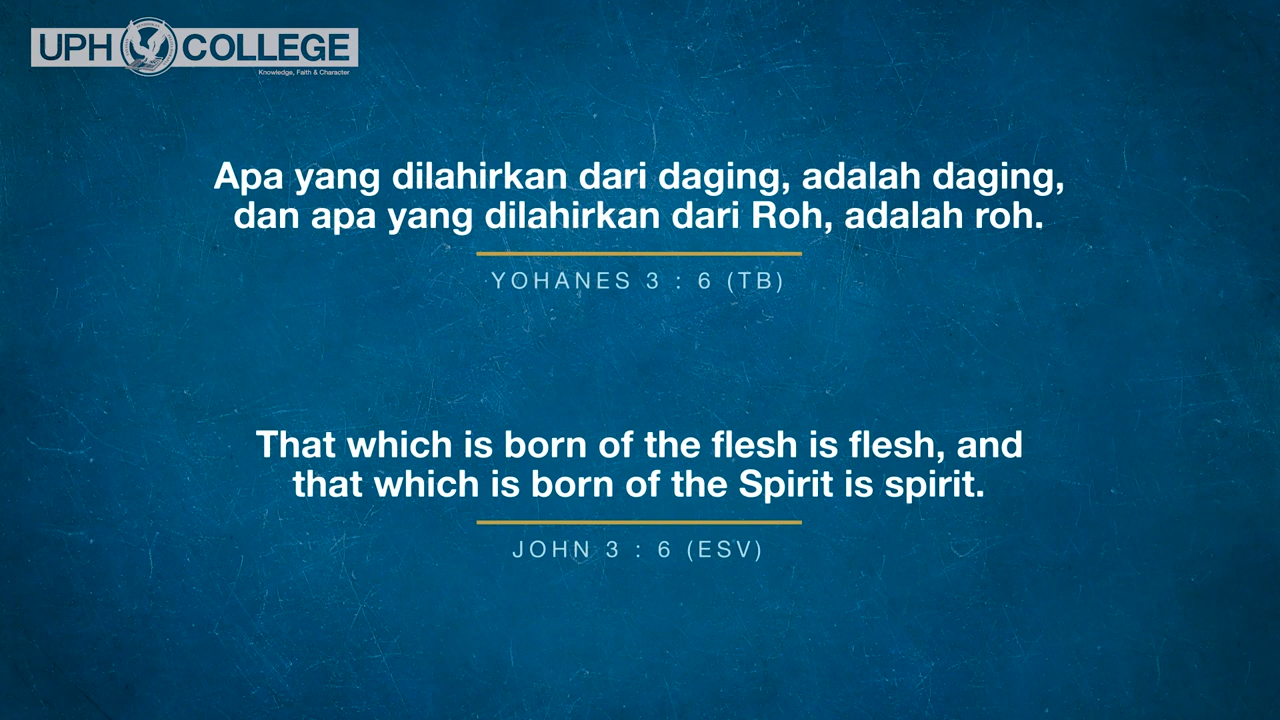 UPH COLLEGE
Knowledge, Faith & Character
Apa yang dilahirkan dari daging, adalah daging,
dan apa yang dilahirkan dari Roh, adalah roh.
YOHANES 3 : 6 (TB)
That which is born of the flesh is flesh, and
that which is born of the Spirit is spirit.
JOHN 3 : 6 (ESV)